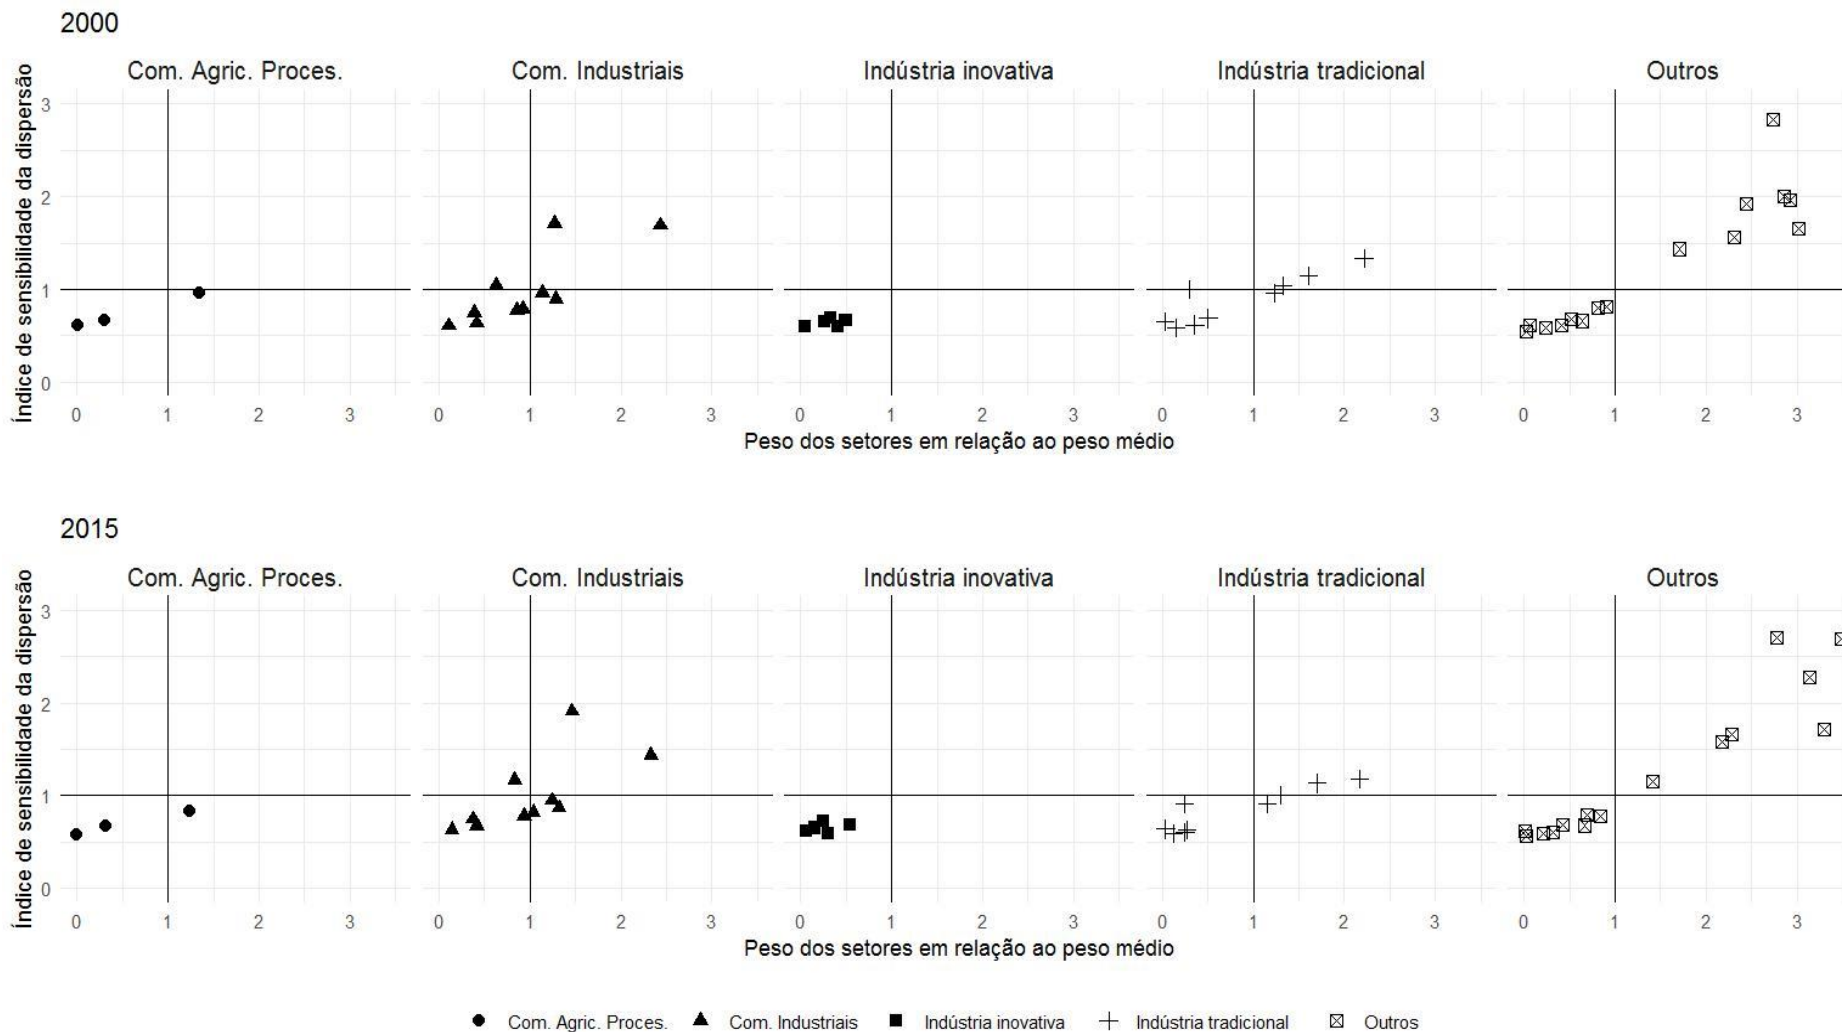 2000
Com. Agric. Proces. Com. Industriais Indústria inovativa Indústria tradicional Outros
Índice de sensibilidade da dispersão
3
2
1
0
0 1 2 3 0 1 2 3 0 1 2 3 0 1 2 3 0 1 2 3
Peso dos setores em relação ao peso médio
2015
Com. Agric. Proces. Com. Industriais Indústria inovativa Indústria tradicional Outros
Índice de sensibilidade da dispersão
3
2
1
0
0 1 2 3 0 1 2 3 0 1 2 3 0 1 2 3 0 1 2 3
Peso dos setores em relação ao peso médio
Com. Agric. Proces. Com. Industriais Indústria inovativa Indústria tradicional Outros